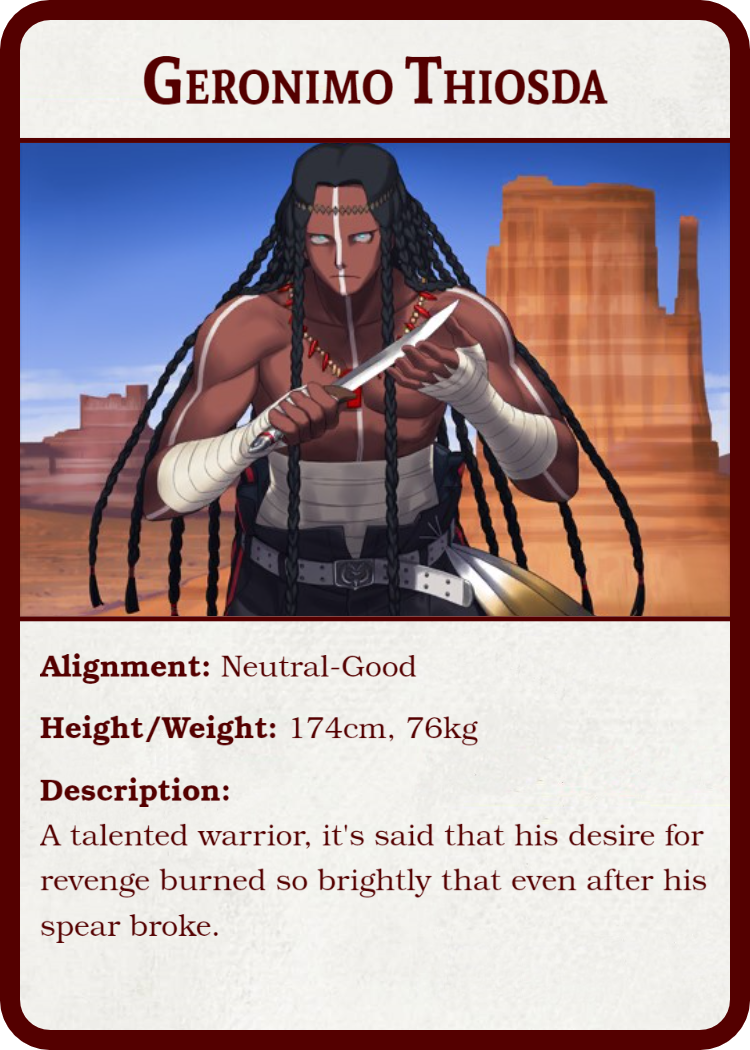 Geronimo Thiosda
Alignment: Neutral-Good
Height/Weight: 174cm, 76kg
Description:
A talented warrior, it's said that his desire for
revenge burned so brightly that even after his
spear broke.